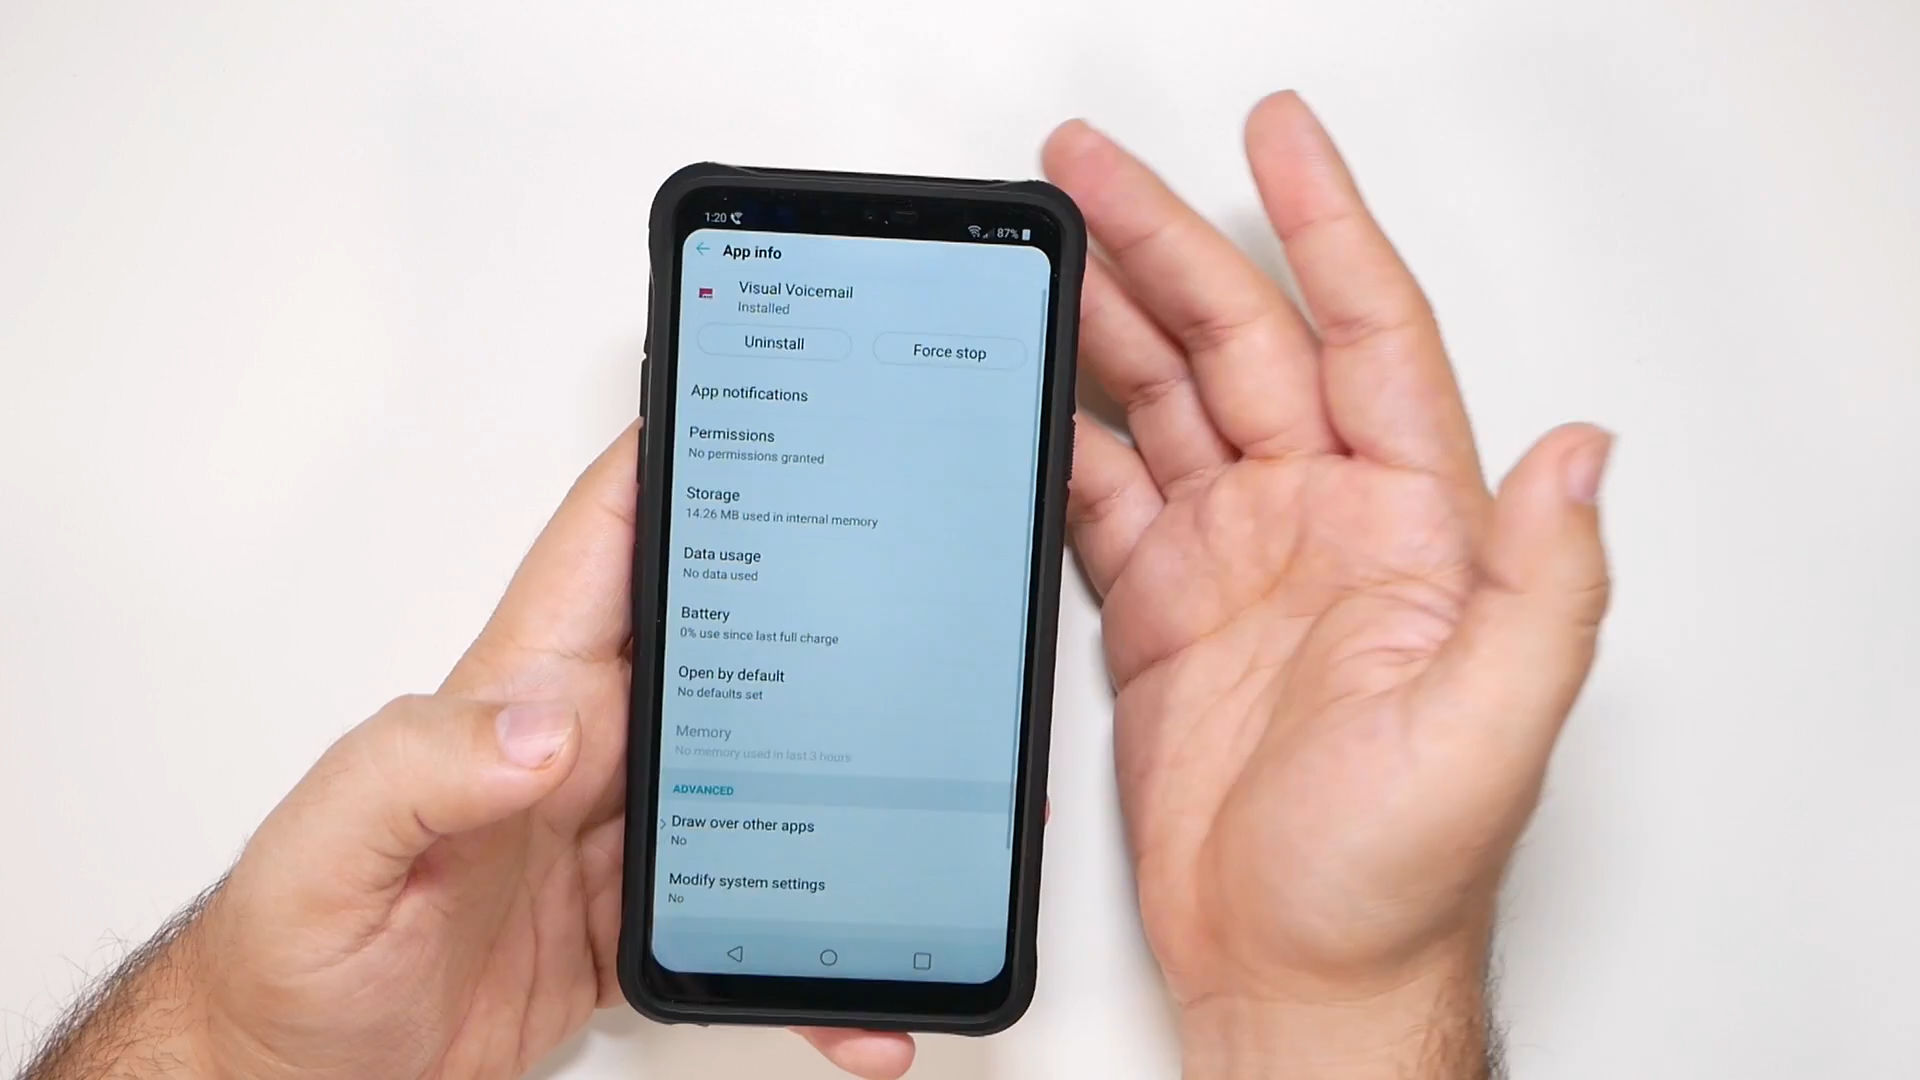 1:20
87%
App info
Visual Voicemail
Installed
Uninstall
Force stop
App notifications
Permissions
No permissions granted
Storage
14.26 MB used in internal memory
Data usage
No data used
Battery
0% use since last full charge
Open by default
No defaults set
Memory
No memory used in last 3 hours
ADVANCED
Draw over other apps
No
Modify system settings
No